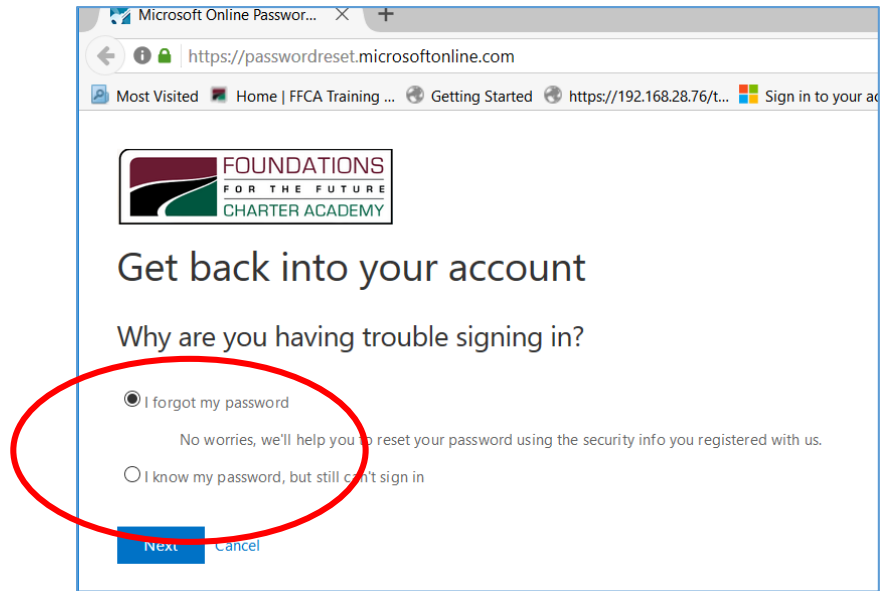 Microsoft Online Passwor...
https://passwordreset.microsoftonline.com
Most Visited Home | FFCA Training ... Getting Started https://192.168.28.76/t... Sign in to your ac
FOUNDATIONS
FOR THE FUTURE
CHARTER ACADEMY
Get back into your account
Why are you having trouble signing in?
I forgot my password
No worries, we'll help you to reset your password using the security info you registered with us.
I know my password, but still can't sign in
Next Cancel